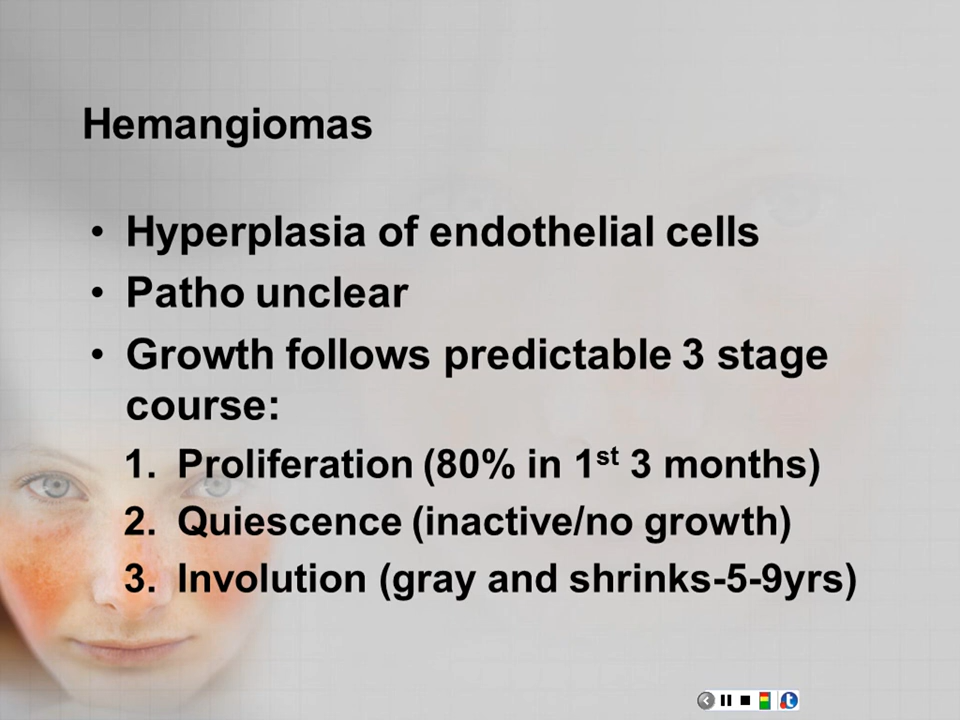 Hemangiomas
• Hyperplasia of endothelial cells
• Patho unclear
• Growth follows predictable 3 stage
course:
1. Proliferation (80% in 1st 3 months)
2. Quiescence (inactive/no growth)
3. Involution (gray and shrinks-5-9yrs)
t